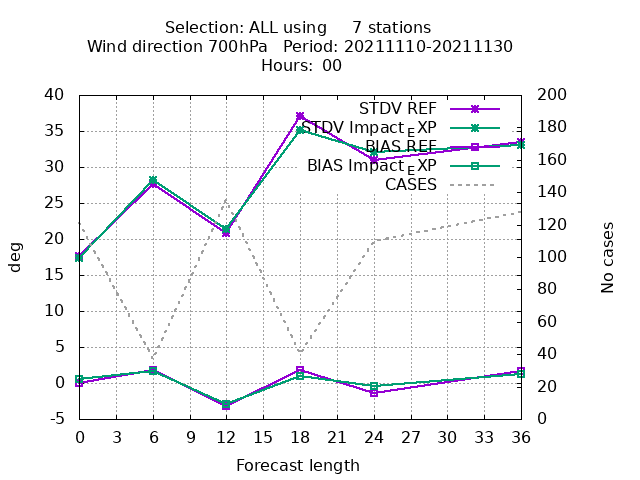 Selection: ALL using 7 stations
Wind direction 700hPa Period: 20211110-20211130
Hours: 00
40 200
35 180
30 160
25 140
20 120
15 100
10 80
5 60
0 40
-5 20
0
STDV REF
STDV Impact_EXP
BIAS REF
BIAS Impact_EXP
CASES
deg
No cases
0 3 6 9 12 15 18 21 24 27 30 33 36
Forecast length